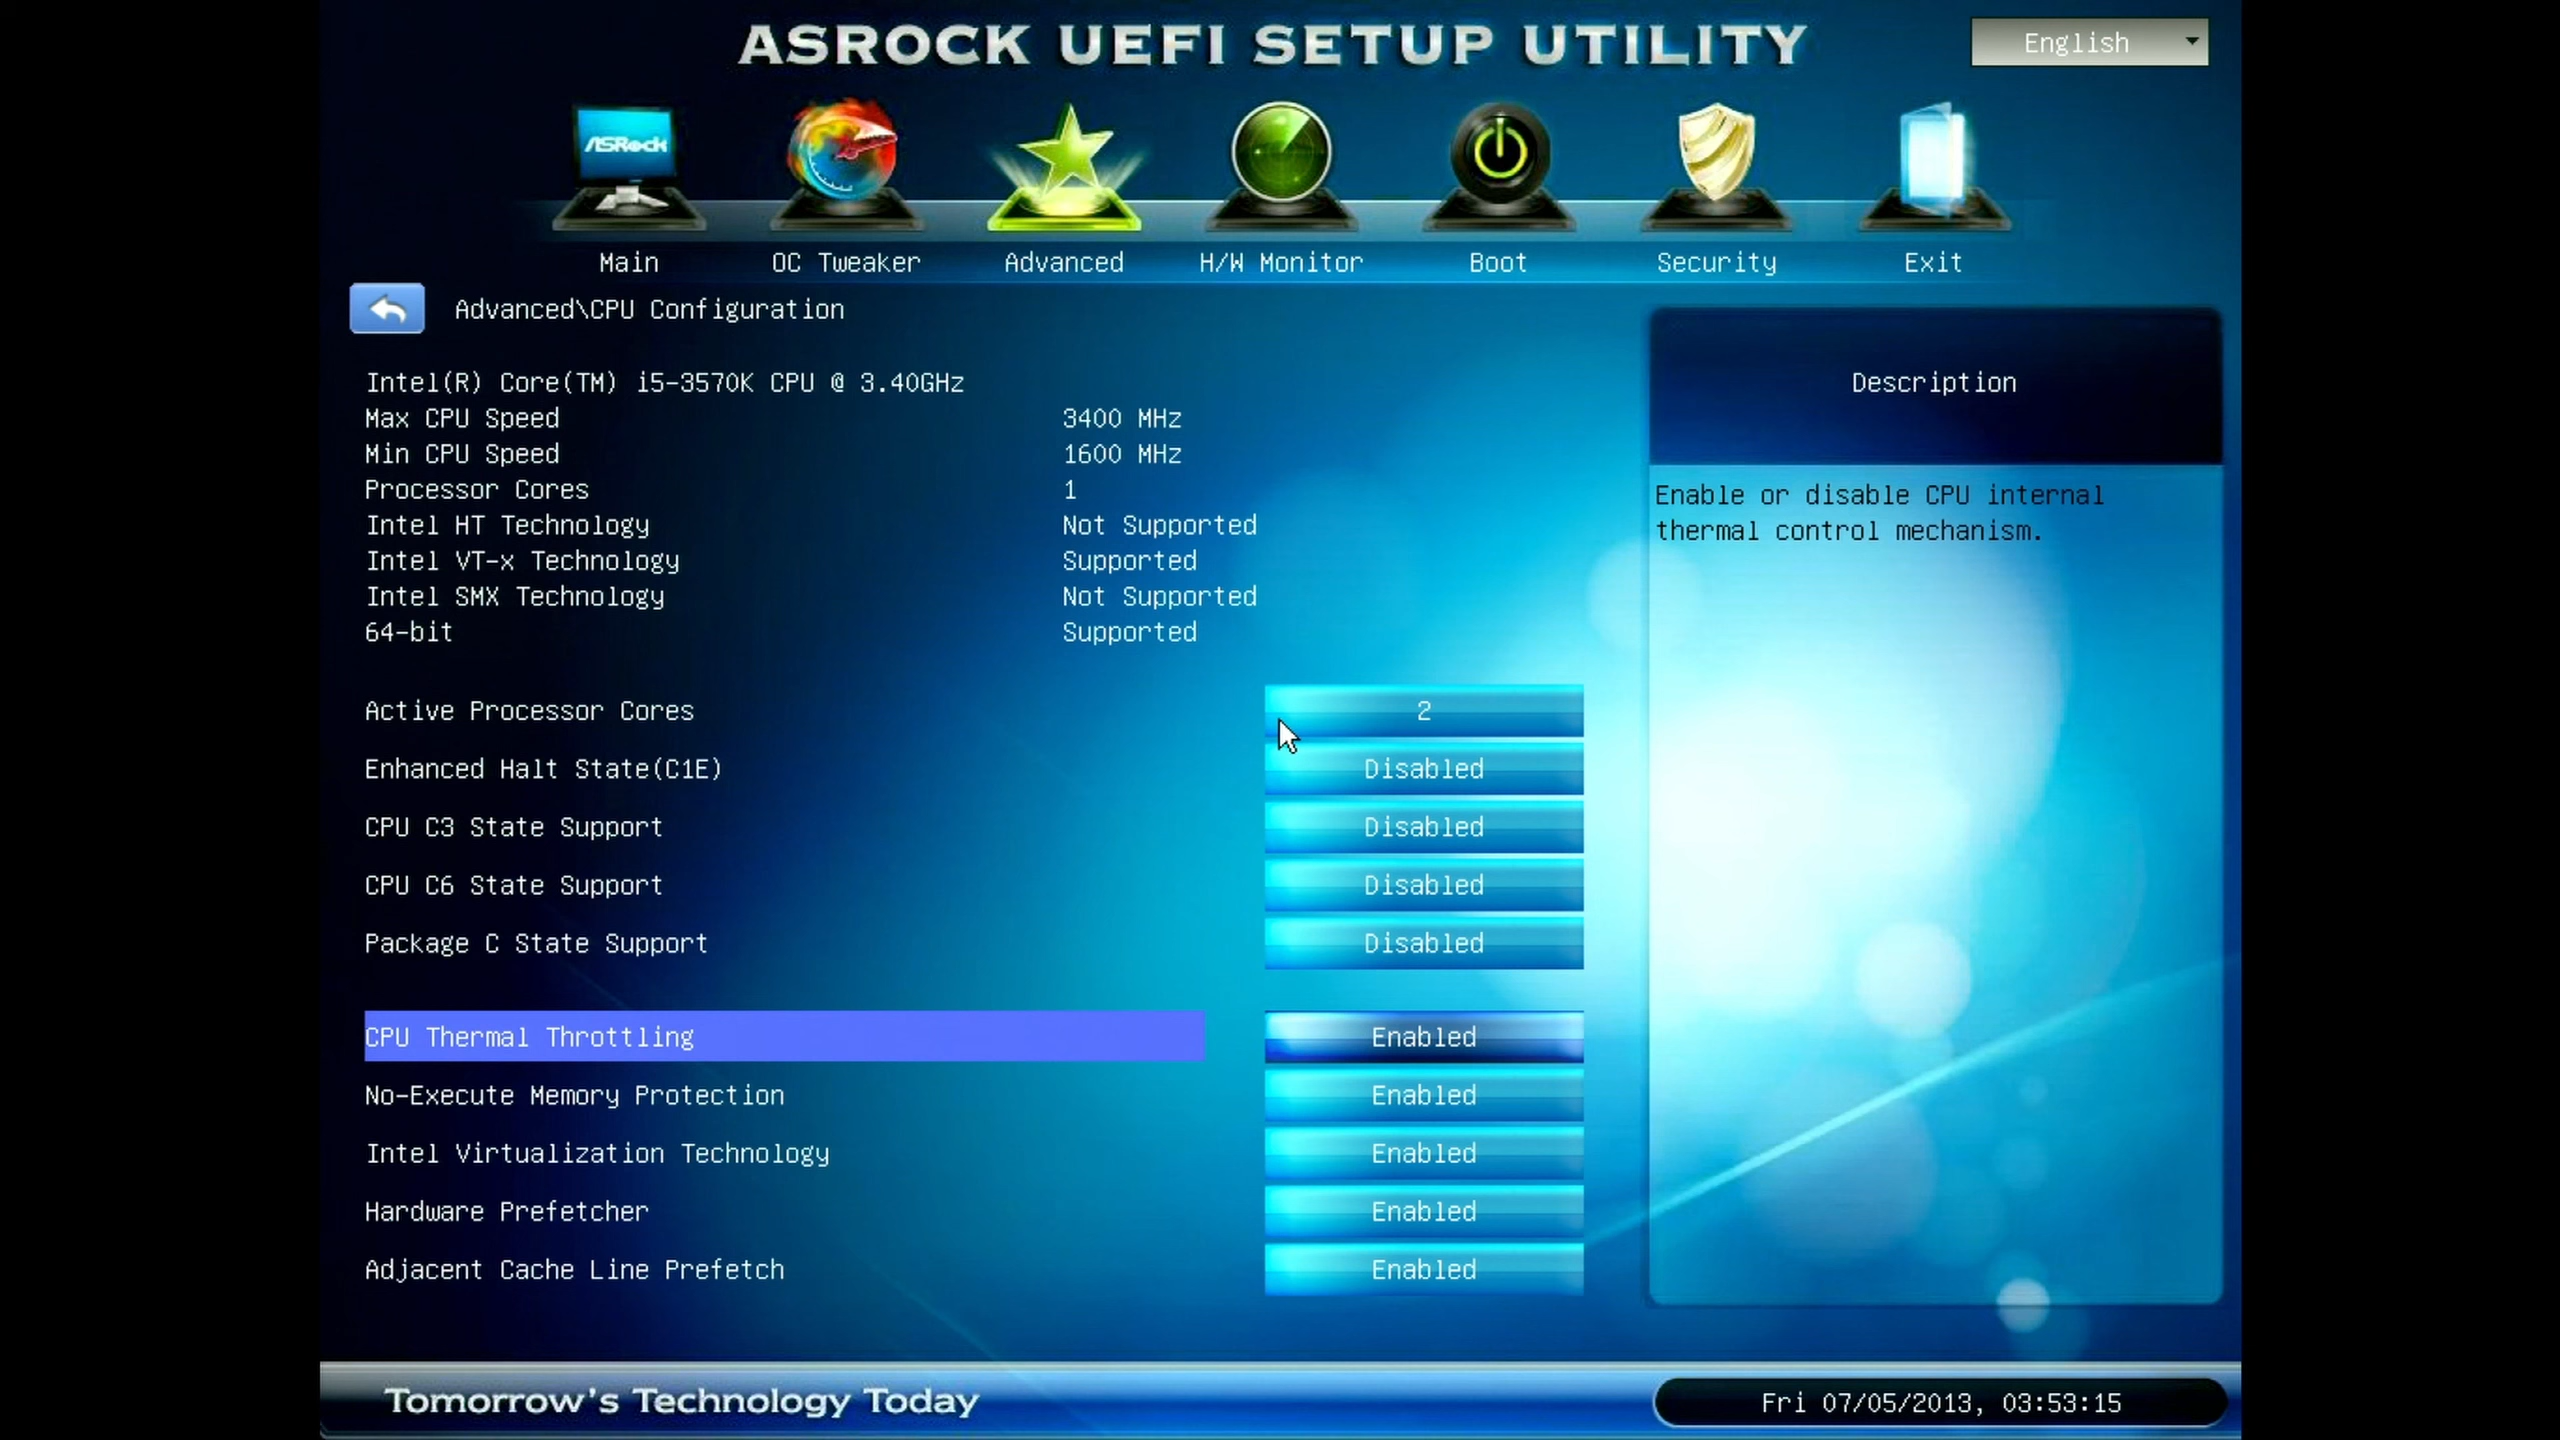 ASROCK UEFI SETUP UTILITY
English
ASRock
Main OC Tweaker Advanced H/W Monitor Boot Security Exit
Advanced\CPU Configuration
Intel(R) Core(TM) i5-3570K CPU @ 3.40GHz
Max CPU Speed 3400 MHz
Min CPU Speed 1600 MHz
Processor Cores 1
Intel HT Technology Not Supported
Intel VT-x Technology Supported
Intel SMX Technology Not Supported
64-bit Supported
Active Processor Cores 2
Enhanced Halt State(C1E) Disabled
CPU C3 State Support Disabled
CPU C6 State Support Disabled
Package C State Support Disabled
CPU Thermal Throttling Enabled
No-Execute Memory Protection Enabled
Intel Virtualization Technology Enabled
Hardware Prefetcher Enabled
Adjacent Cache Line Prefetch Enabled
Description
Enable or disable CPU internal
thermal control mechanism.
Tomorrow's Technology Today
Fri 07/05/2013, 03:53:15